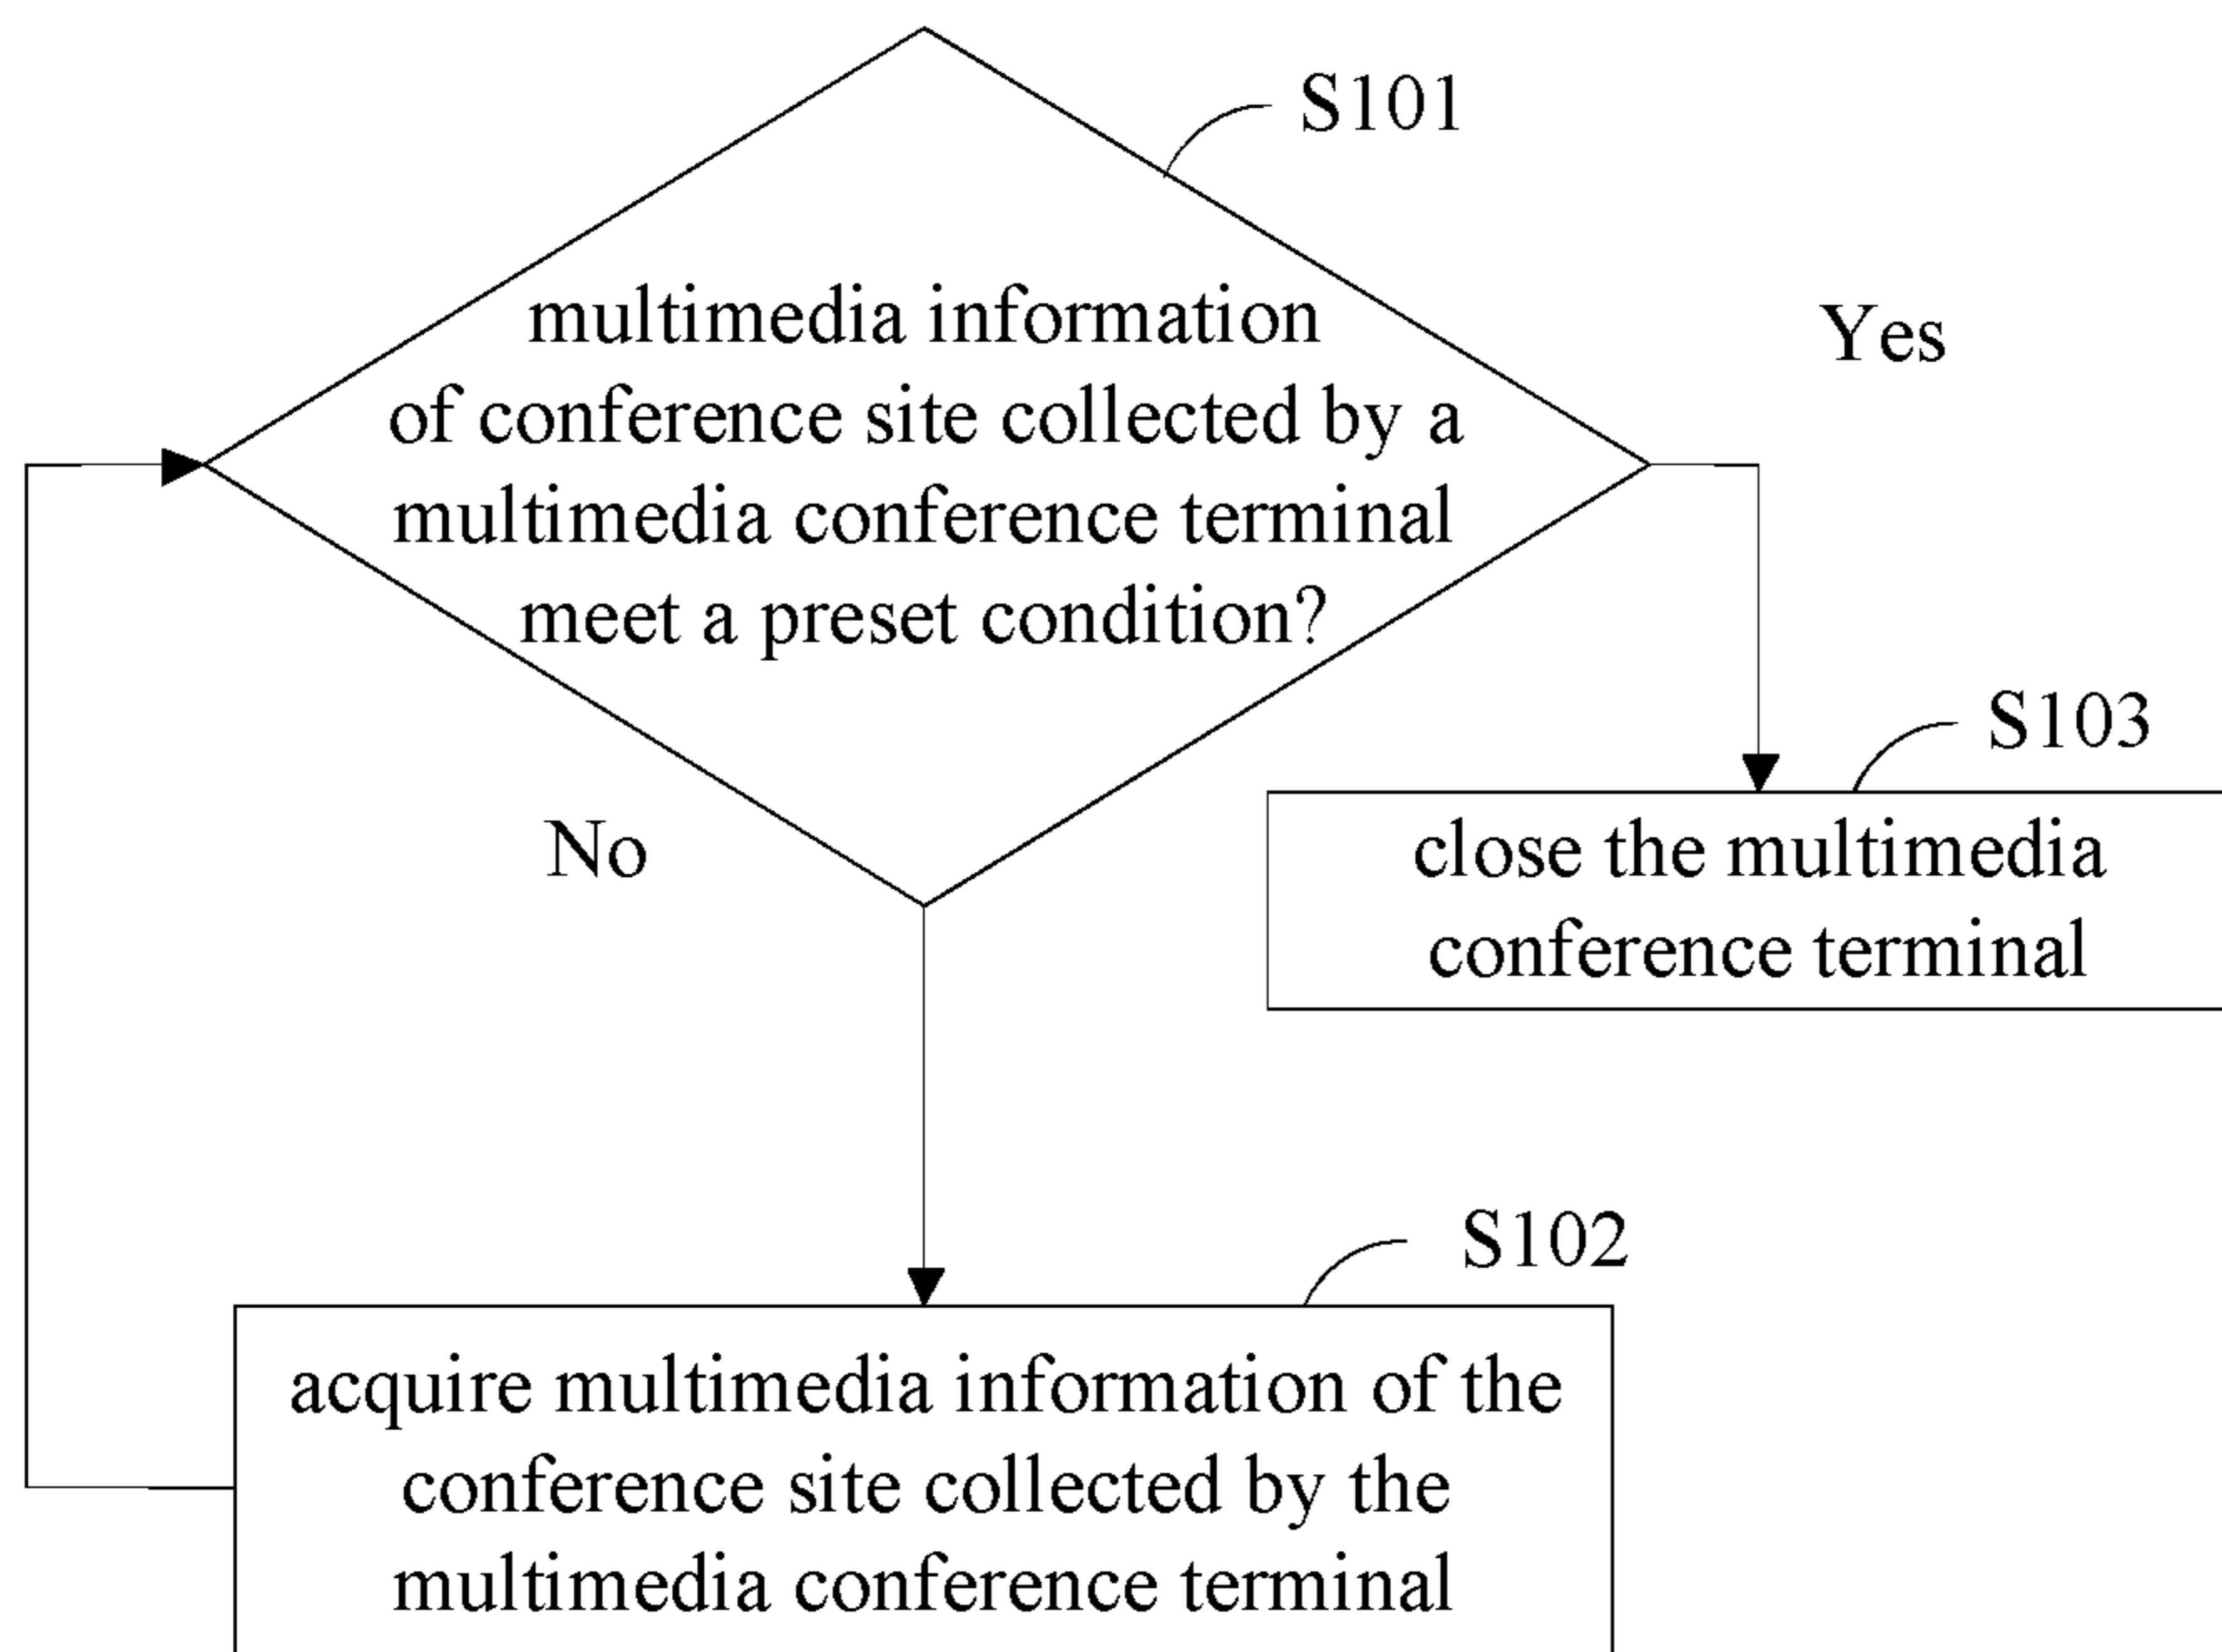 S101
multimedia information
of conference site collected by a
multimedia conference terminal
meet a preset condition?
Yes
No
S103
close the multimedia
conference terminal
S102
acquire multimedia information of the
conference site collected by the
multimedia conference terminal